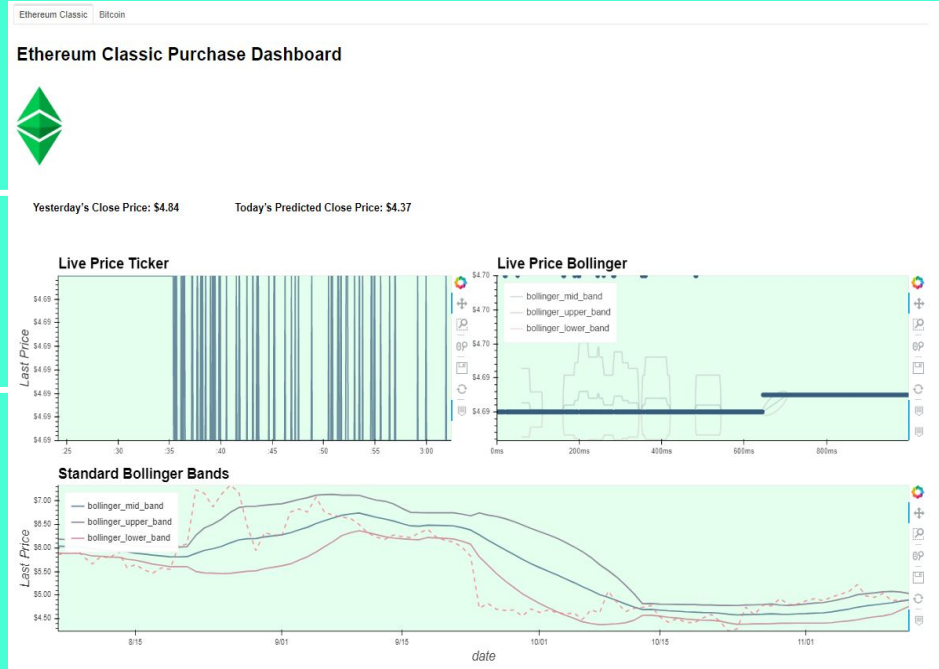 Ethereum Classic Bitcoin
Ethereum Classic Purchase Dashboard
Yesterday's Close Price: $4.84 Today's Predicted Close Price: $4.37
Live Price Ticker
Last Price
$4.69
$4.69
$4.69
$4.69
$4.69
$4.69
$4.69
:25 :30 :35 :40 :45 :50 :55 3:00
Live Price Bollinger
$4.70
$4.70
$4.70
$4.69
$4.69
bollinger_mid_band
bollinger_upper_band
bollinger_lower_band
0ms 200ms 400ms 600ms 800ms
Standard Bollinger Bands
Last Price
$7.00
$6.50
$6.00
$5.50
$5.00
$4.50
bollinger_mid_band
bollinger_upper_band
bollinger_lower_band
8/15 9/01 9/15 10/01 10/15 11/01
date